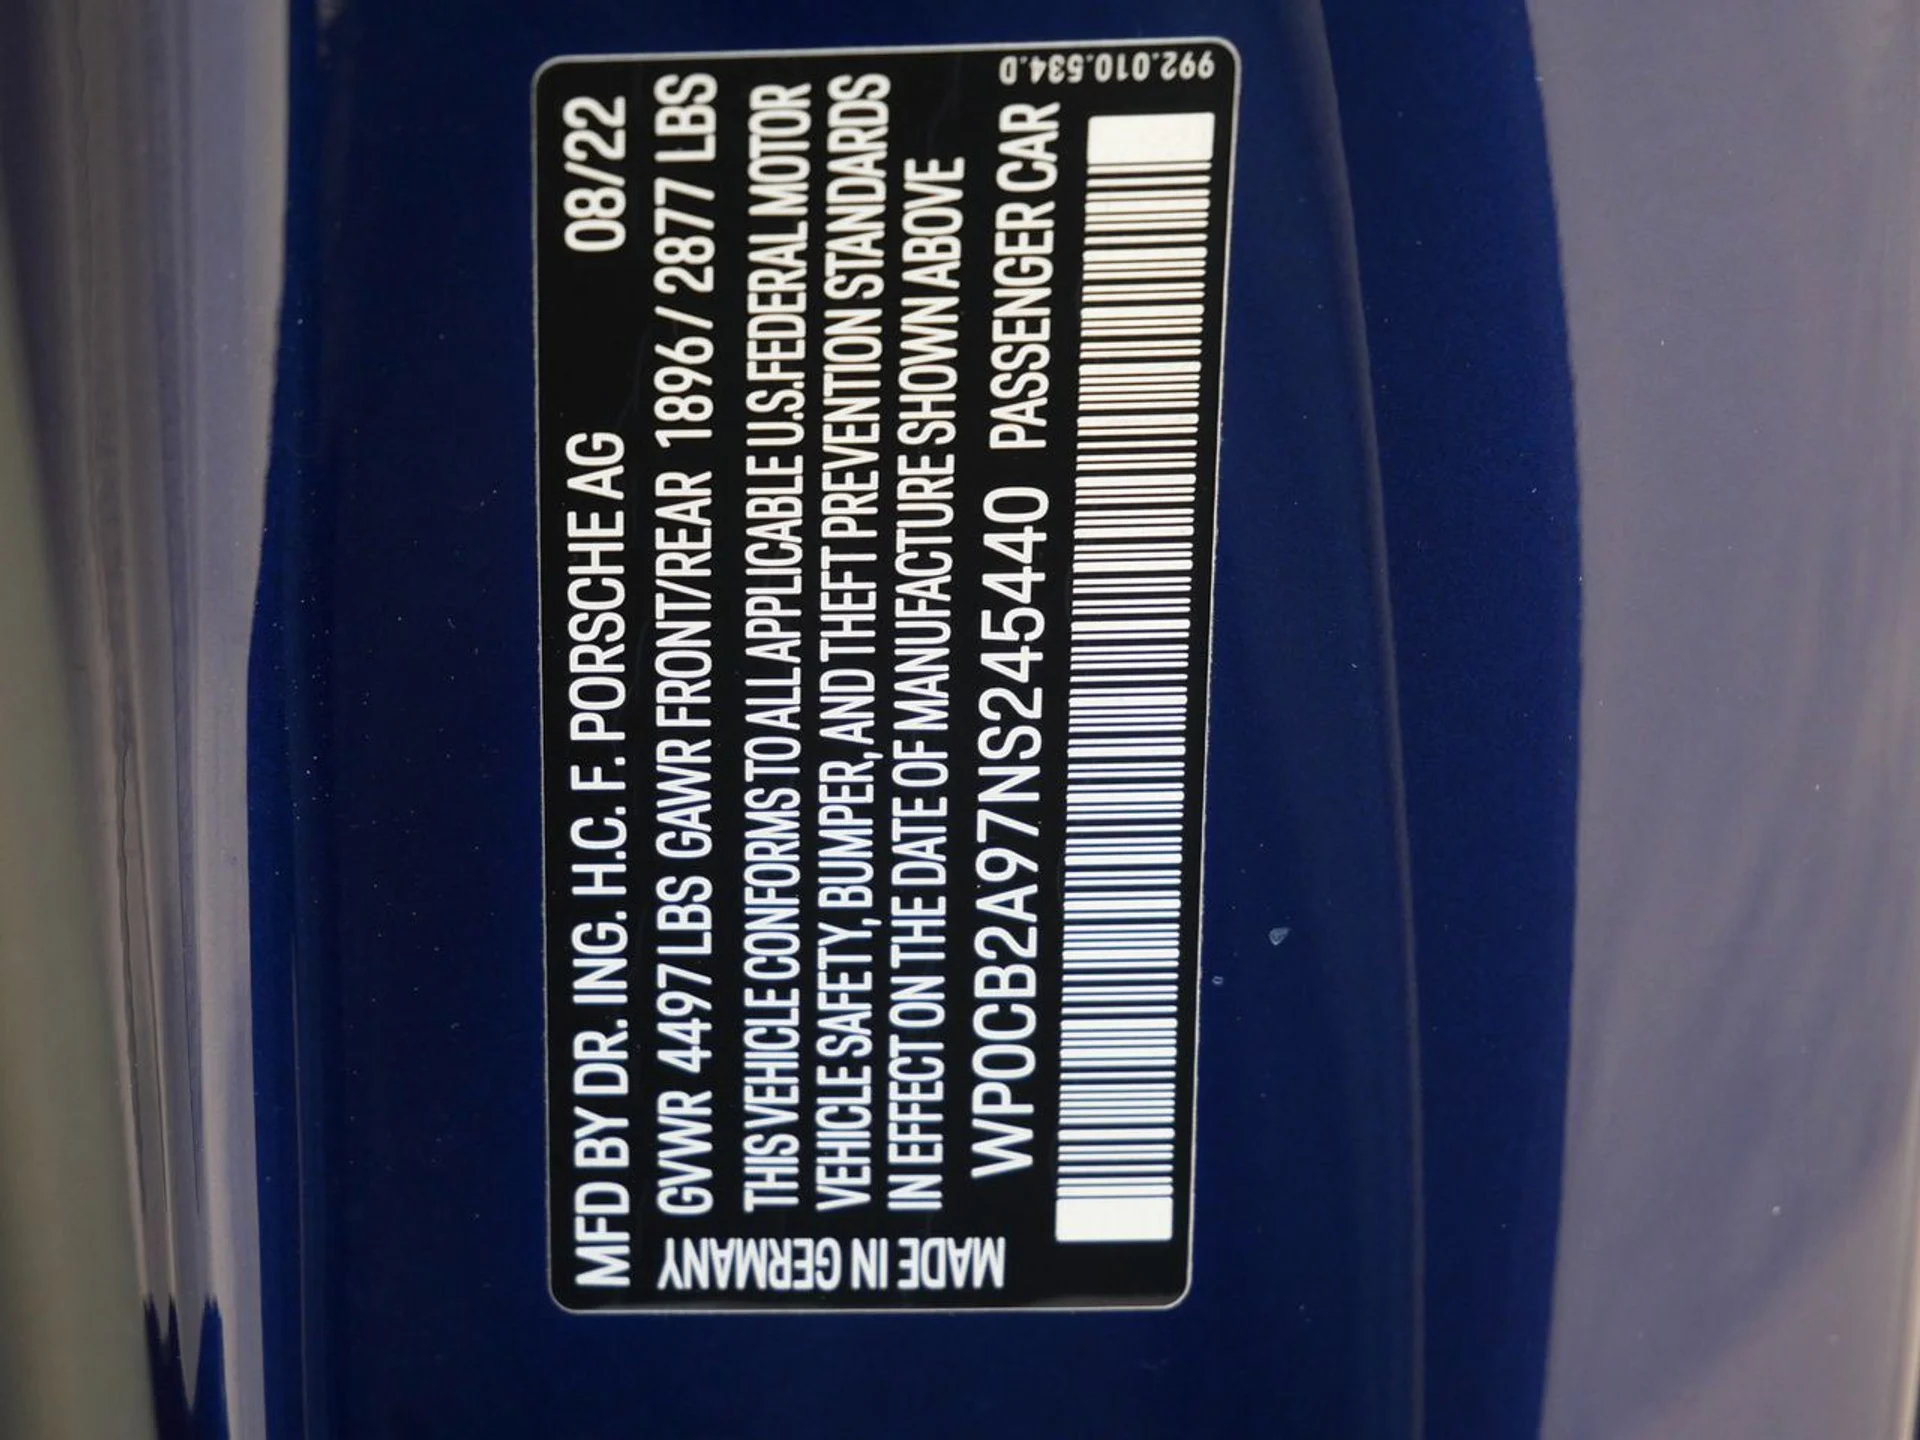 MFD BY DR. ING. H.C. F. PORSCHE AG 08/22
GVWR 4497 LBS GAWR FRONT/REAR 1896 / 2877 LBS
THIS VEHICLE CONFORMS TO ALL APPLICABLE U.S. FEDERAL MOTOR
VEHICLE SAFETY, BUMPER, AND THEFT PREVENTION STANDARDS
IN EFFECT ON THE DATE OF MANUFACTURE SHOWN ABOVE
WP0CB2A97NS245440 PASSENGER CAR
MADE IN GERMANY
992.010.534.D